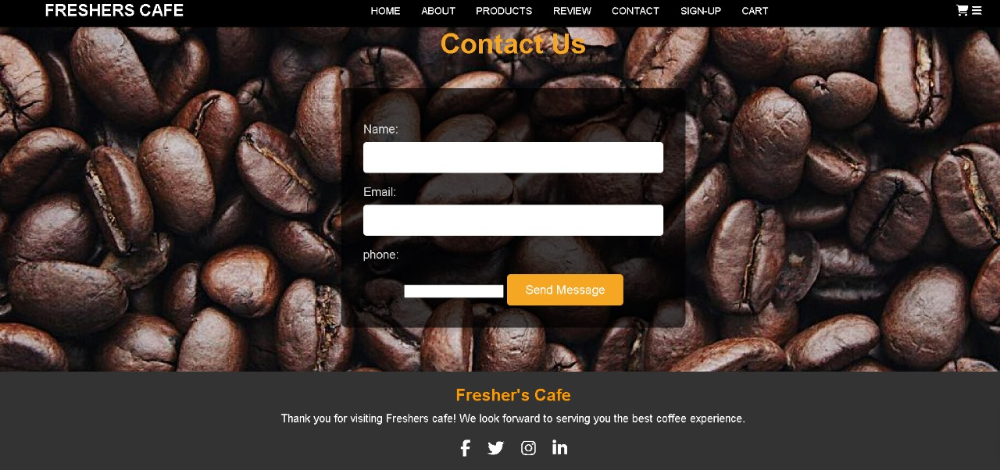 FRESHERS CAFE HOME ABOUT PRODUCTS REVIEW CONTACT SIGN-UP CART
Contact Us
Name:
Email:
phone:
Send Message
Fresher's Cafe
Thank you for visiting Freshers cafe! We look forward to serving you the best coffee experience.